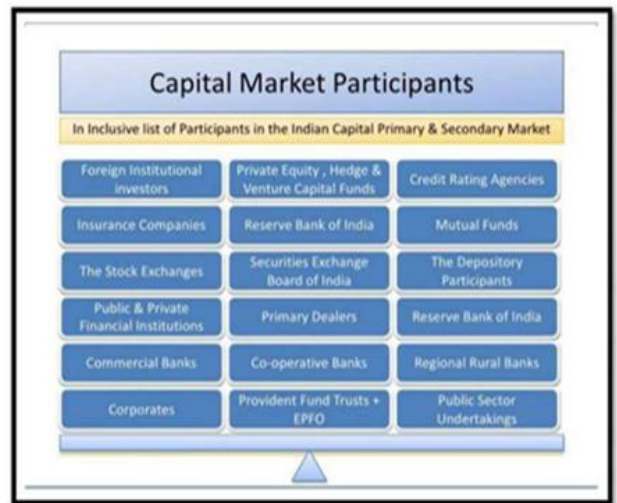 Capital Market Participants
In Inclusive list of Participants in the Indian Capital Primary & Secondary Market
Foreign Institutional
investors
Private Equity , Hedge &
Venture Capital Funds
Credit Rating Agencies
Insurance Companies
Reserve Bank of India
Mutual Funds
The Stock Exchanges
Securities Exchange
Board of India
The Depository
Participants
Public & Private
Financial Institutions
Primary Dealers
Reserve Bank of India
Commercial Banks
Co-operative Banks
Regional Rural Banks
Corporates
Provident Fund Trusts +
EPFO
Public Sector
Undertakings